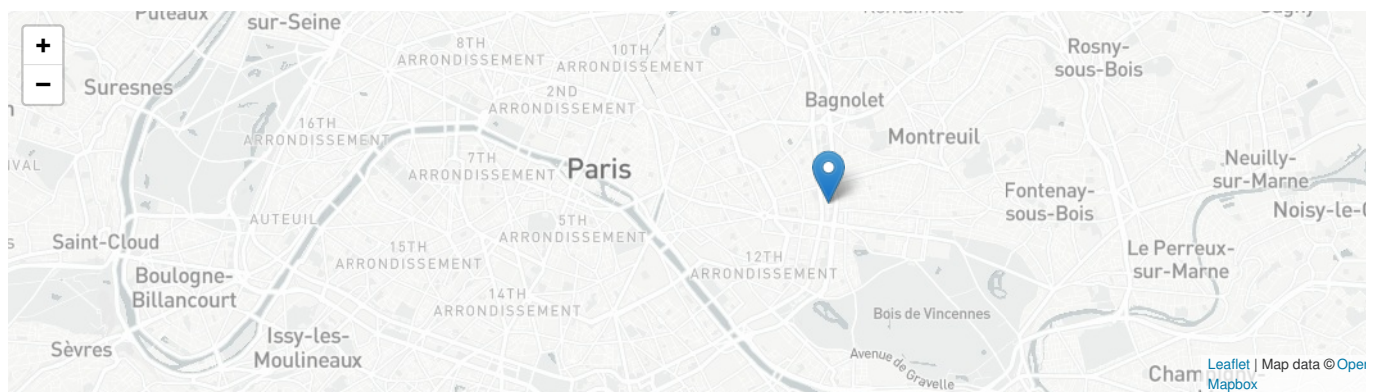 Puteaux
sur-Seine
+
−
Suresnes
8TH
ARRONDISSEMENT
10TH
ARRONDISSEMENT
Rosny-
sous-Bois
2ND
ARRONDISSEMENT
Bagnolet
16TH
ARRONDISSEMENT
Montreuil
7TH
ARRONDISSEMENT
Paris
Neuilly-
sur-Marne
Fontenay-
sous-Bois
AUTEUIL
5TH
ARRONDISSEMENT
Noisy-le-
Saint-Cloud
15TH
ARRONDISSEMENT
12TH
ARRONDISSEMENT
Le Perreux-
sur-Marne
Boulogne-
Billancourt
14TH
ARRONDISSEMENT
Bois de Vincennes
Issy-les-
Moulineaux
Sèvres
Avenue de Gravelle
Leaflet | Map data © Open
Mapbox